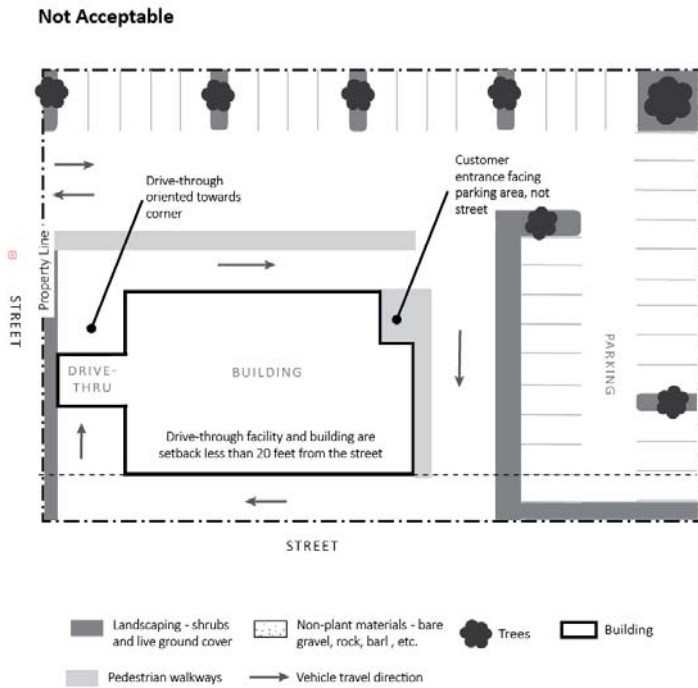 Not Acceptable
Drive-through
oriented towards
corner
Customer
entrance facing
parking area, not
street
Property Line
STREET
DRIVE-
THRU
BUILDING
PARKING
Drive-through facility and building are
setback less than 20 feet from the street
STREET
Landscaping - shrubs
and live ground cover
Non-plant materials - bare
gravel, rock, barl , etc.
Trees
Building
Pedestrian walkways
Vehicle travel direction